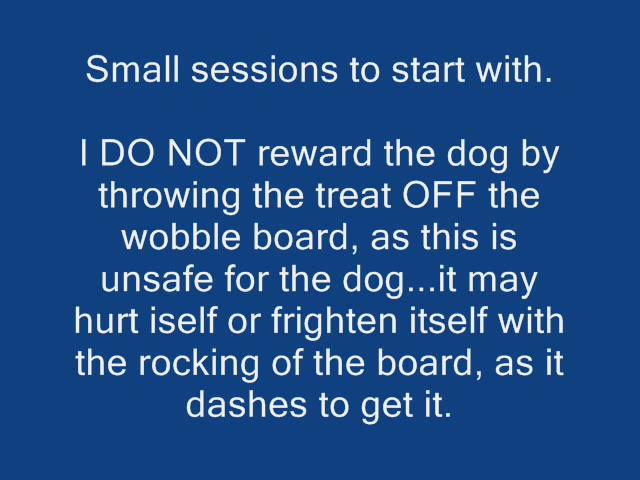 Small sessions to start with.
I DO NOT reward the dog by
throwing the treat OFF the
wobble board, as this is
unsafe for the dog...it may
hurt iself or frighten itself with
the rocking of the board, as it
dashes to get it.